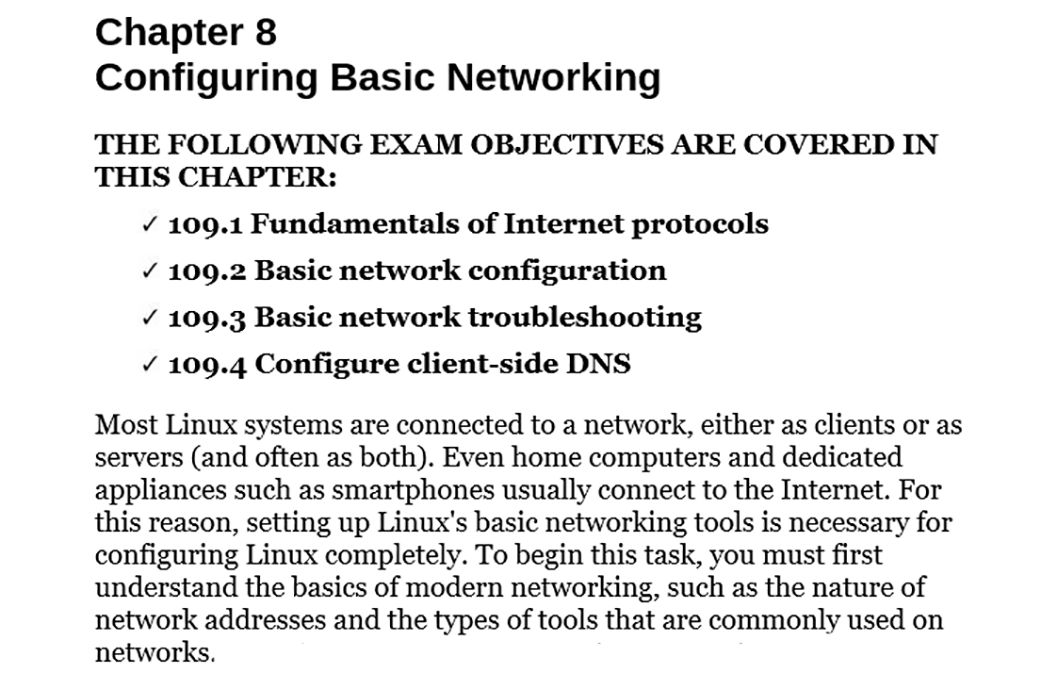 Chapter 8
Configuring Basic Networking
THE FOLLOWING EXAM OBJECTIVES ARE COVERED IN
THIS CHAPTER:
✓ 109.1 Fundamentals of Internet protocols
✓ 109.2 Basic network configuration
✓ 109.3 Basic network troubleshooting
✓ 109.4 Configure client-side DNS
Most Linux systems are connected to a network, either as clients or as
servers (and often as both). Even home computers and dedicated
appliances such as smartphones usually connect to the Internet. For
this reason, setting up Linux's basic networking tools is necessary for
configuring Linux completely. To begin this task, you must first
understand the basics of modern networking, such as the nature of
network addresses and the types of tools that are commonly used on
networks.